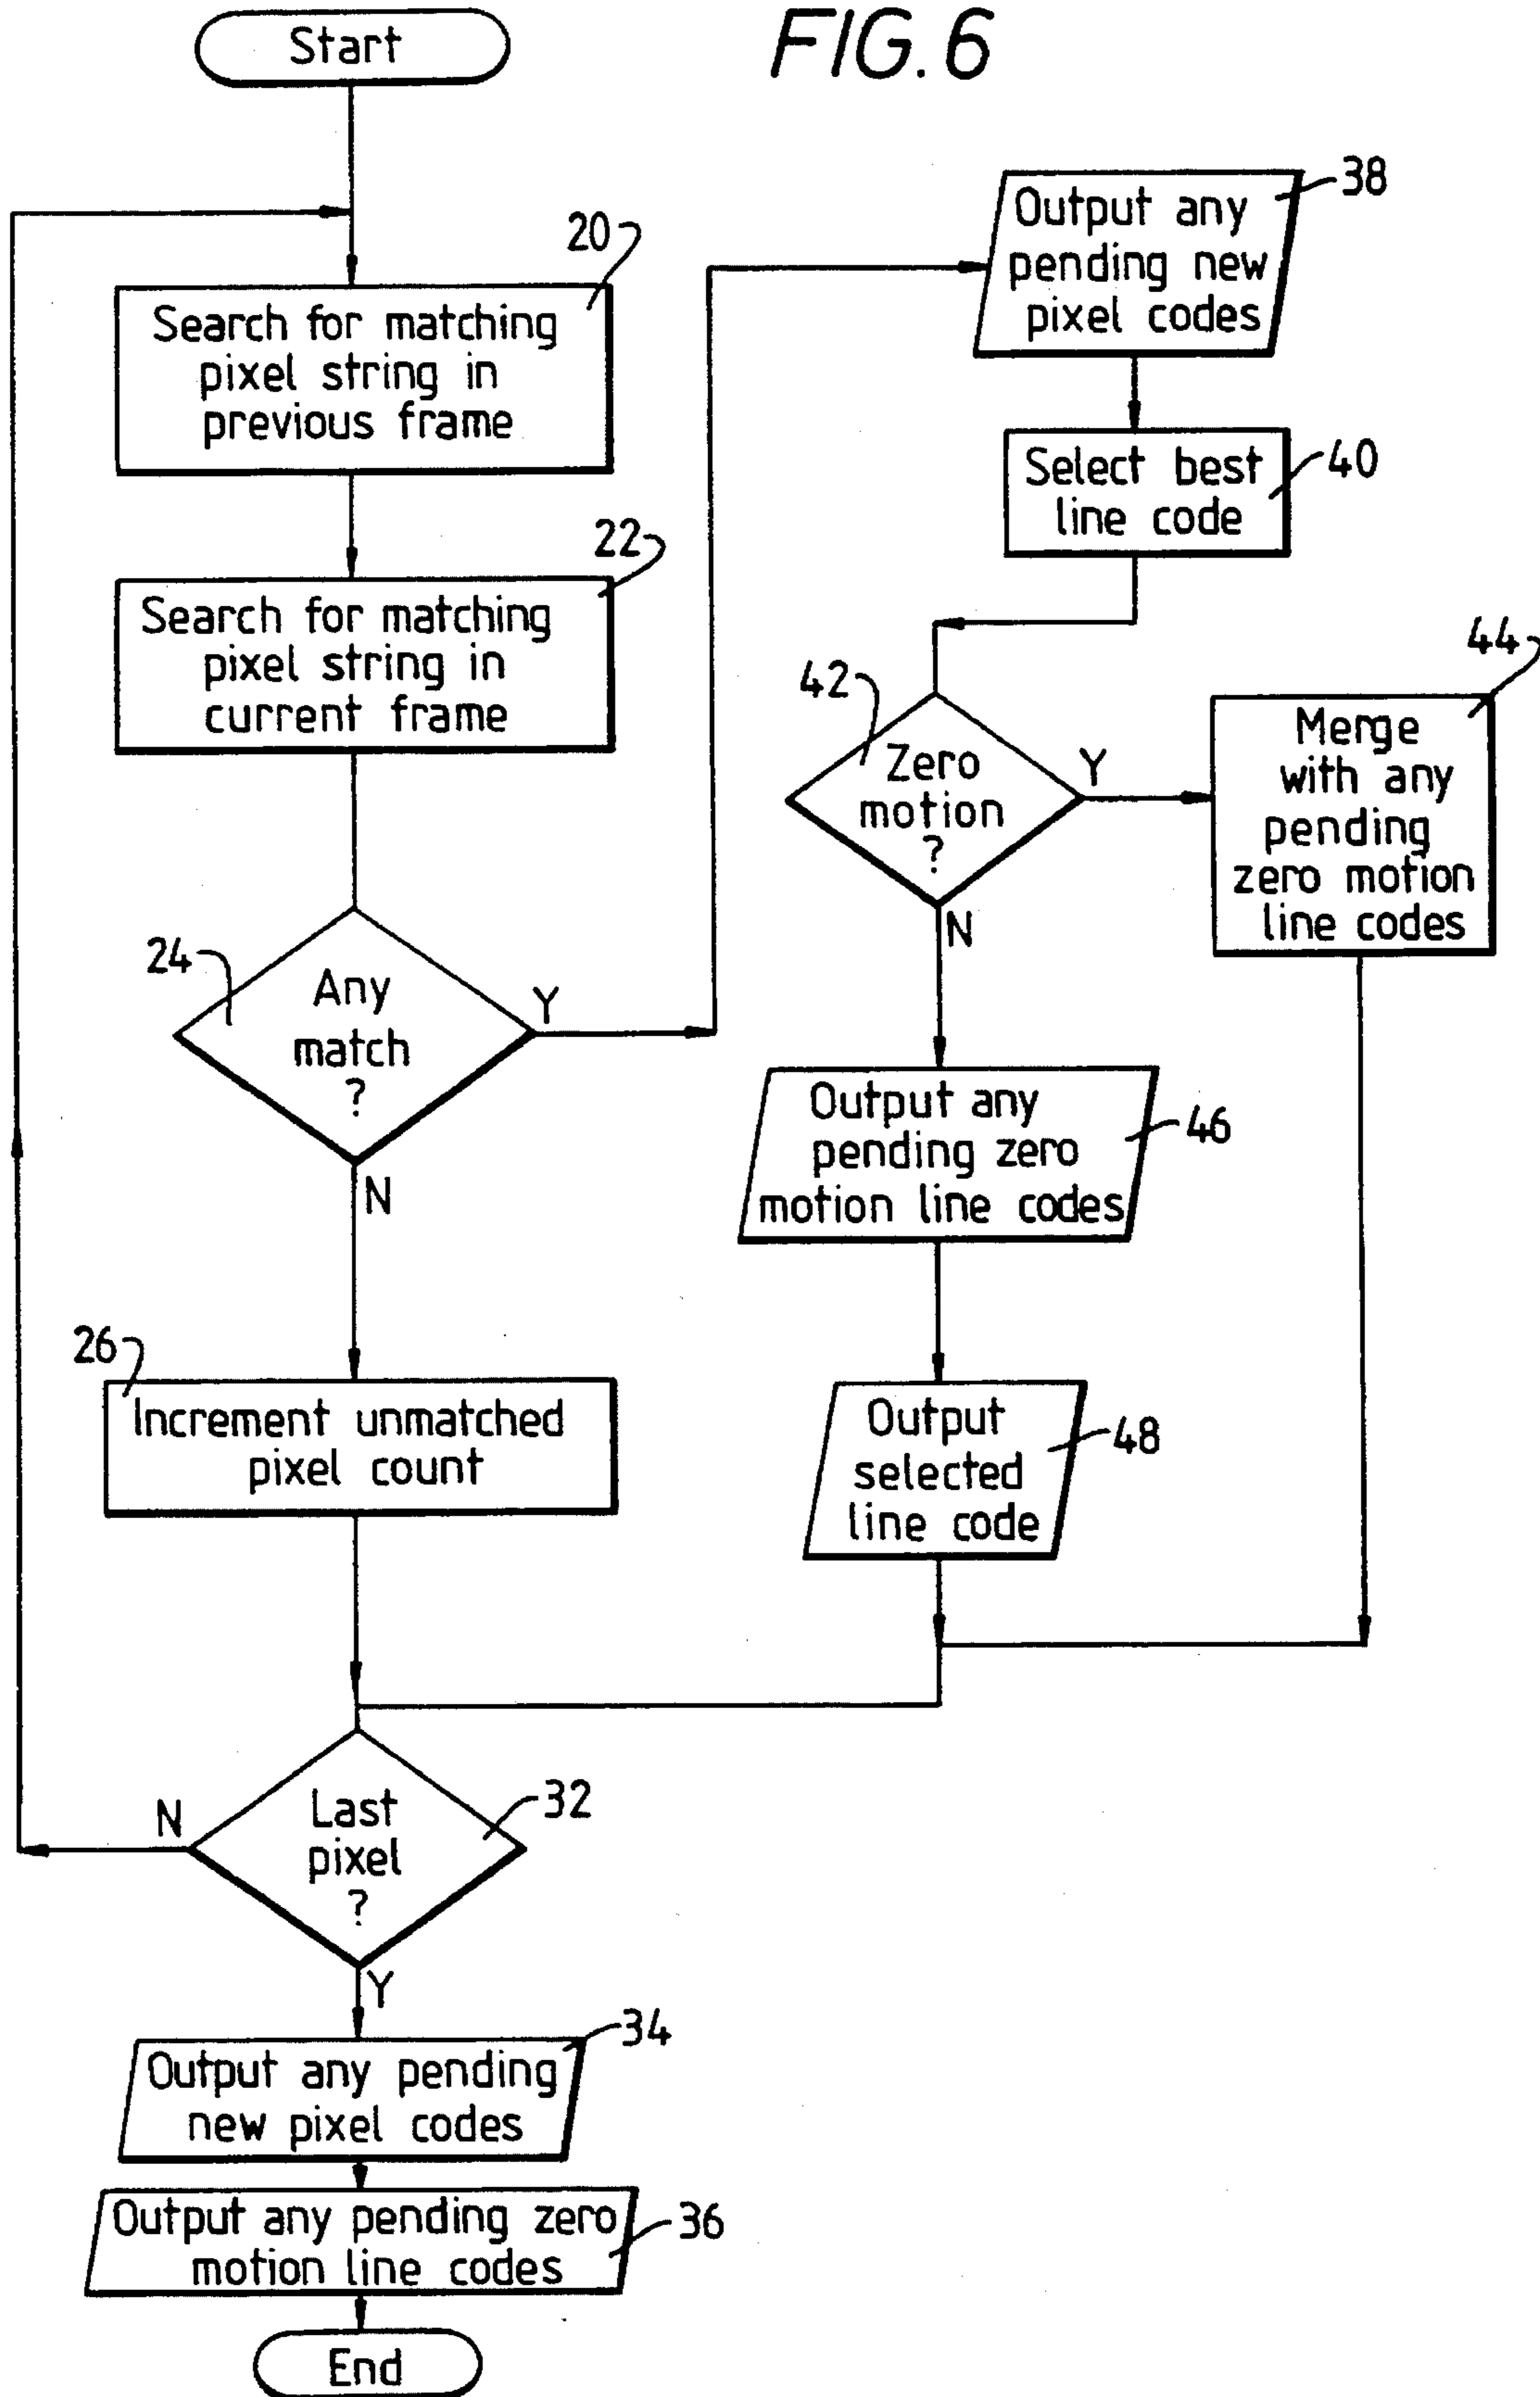 FIG. 6
Start
20
Search for matching
pixel string in
previous frame
22
Search for matching
pixel string in
current frame
24
Any
match
?
Y
N
26
Increment unmatched
pixel count
38
Output any
pending new
pixel codes
40
Select best
line code
42
Zero
motion
?
Y
N
44
Merge
with any
pending
zero motion
line codes
46
Output any
pending zero
motion line codes
48
Output
selected
line code
32
Last
pixel
?
N
Y
34
Output any pending
new pixel codes
36
Output any pending zero
motion line codes
End